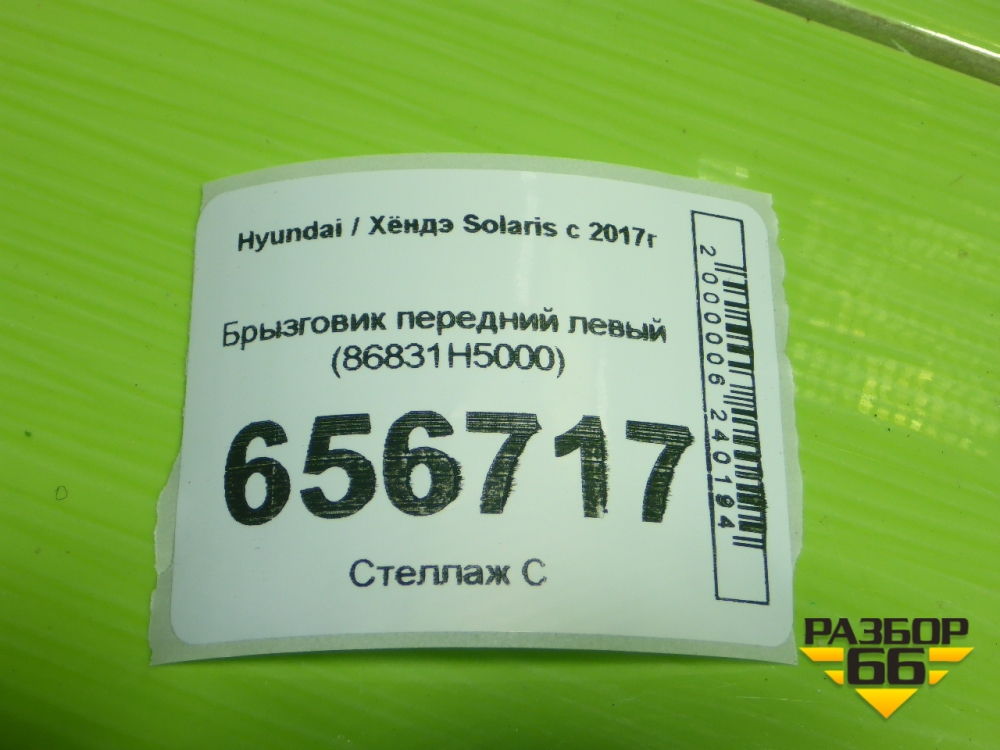 Hyundai / Хёндэ Solaris с 2017г
Брызговик передний левый
(86831H5000)
656717
Стеллаж С
2000006240194
РАЗБОР
66